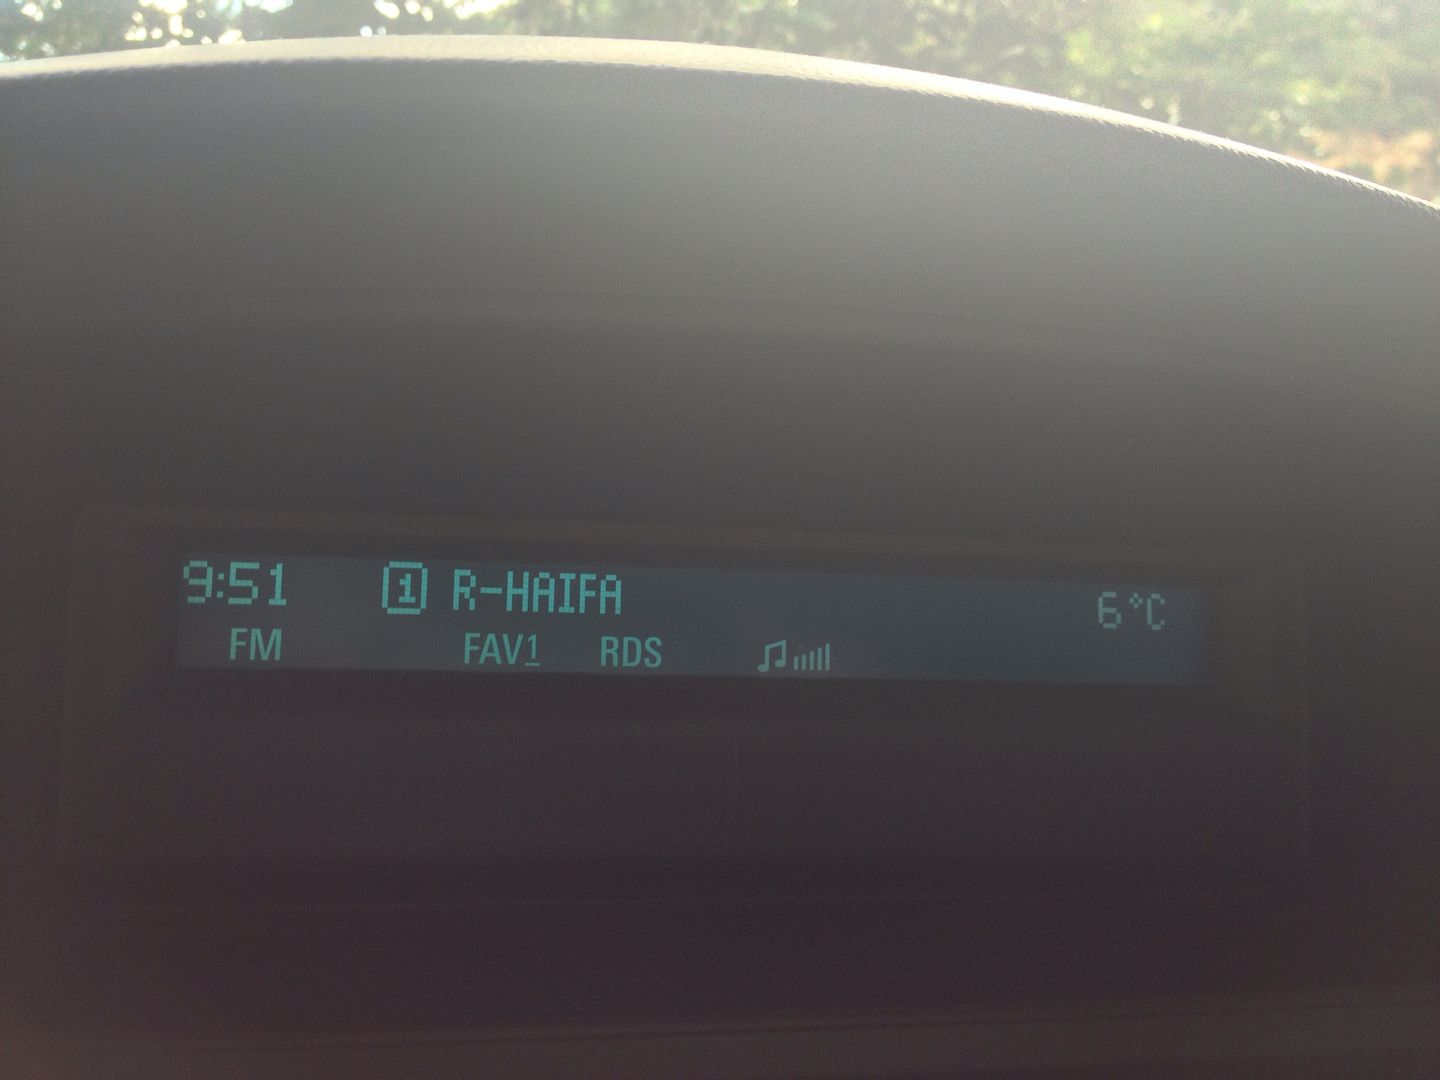 9:51 1 R-HAIFA 6°C
FM FAV1 RDS